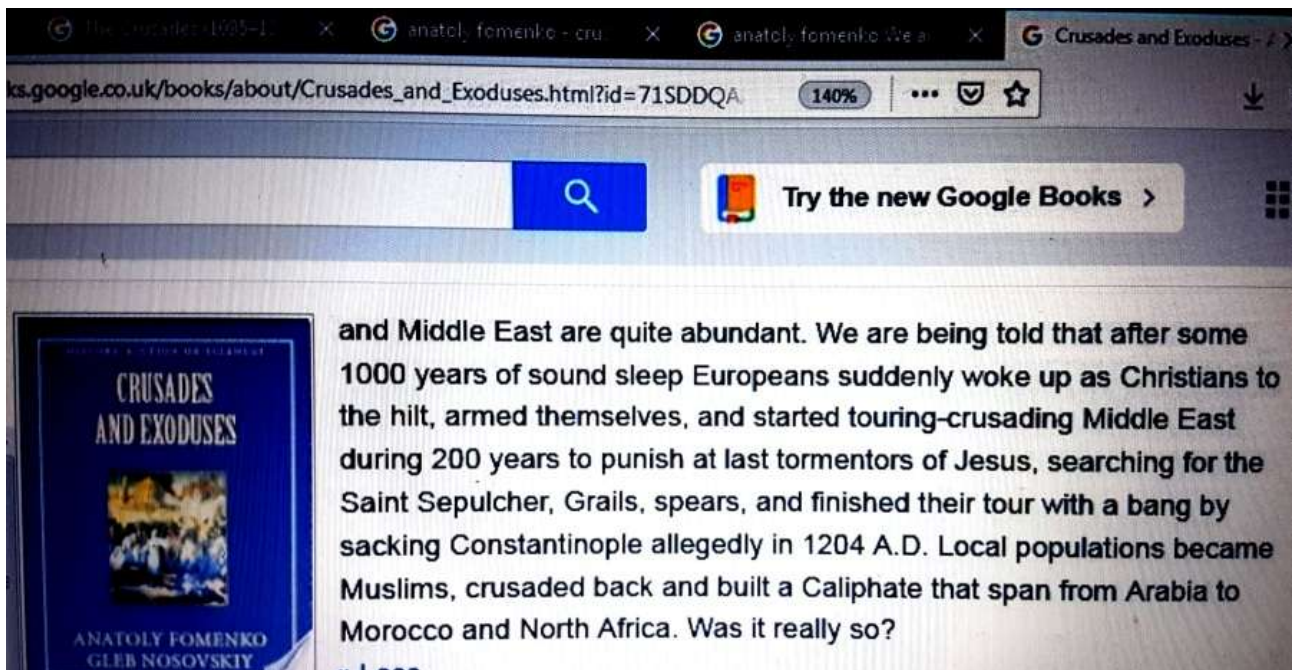 The Crusades (1095–1
anatoly fomenko - cru
anatoly fomenko We a
Crusades and Exoduses -
ks.google.co.uk/books/about/Crusades_and_Exoduses.html?id=71SDDQA
140%
Try the new Google Books
CRUSADES
AND EXODUSES
ANATOLY FOMENKO
GLEB NOSOVSKIY
and Middle East are quite abundant. We are being told that after some
1000 years of sound sleep Europeans suddenly woke up as Christians to
the hilt, armed themselves, and started touring-crusading Middle East
during 200 years to punish at last tormentors of Jesus, searching for the
Saint Sepulcher, Grails, spears, and finished their tour with a bang by
sacking Constantinople allegedly in 1204 A.D. Local populations became
Muslims, crusaded back and built a Caliphate that span from Arabia to
Morocco and North Africa. Was it really so?